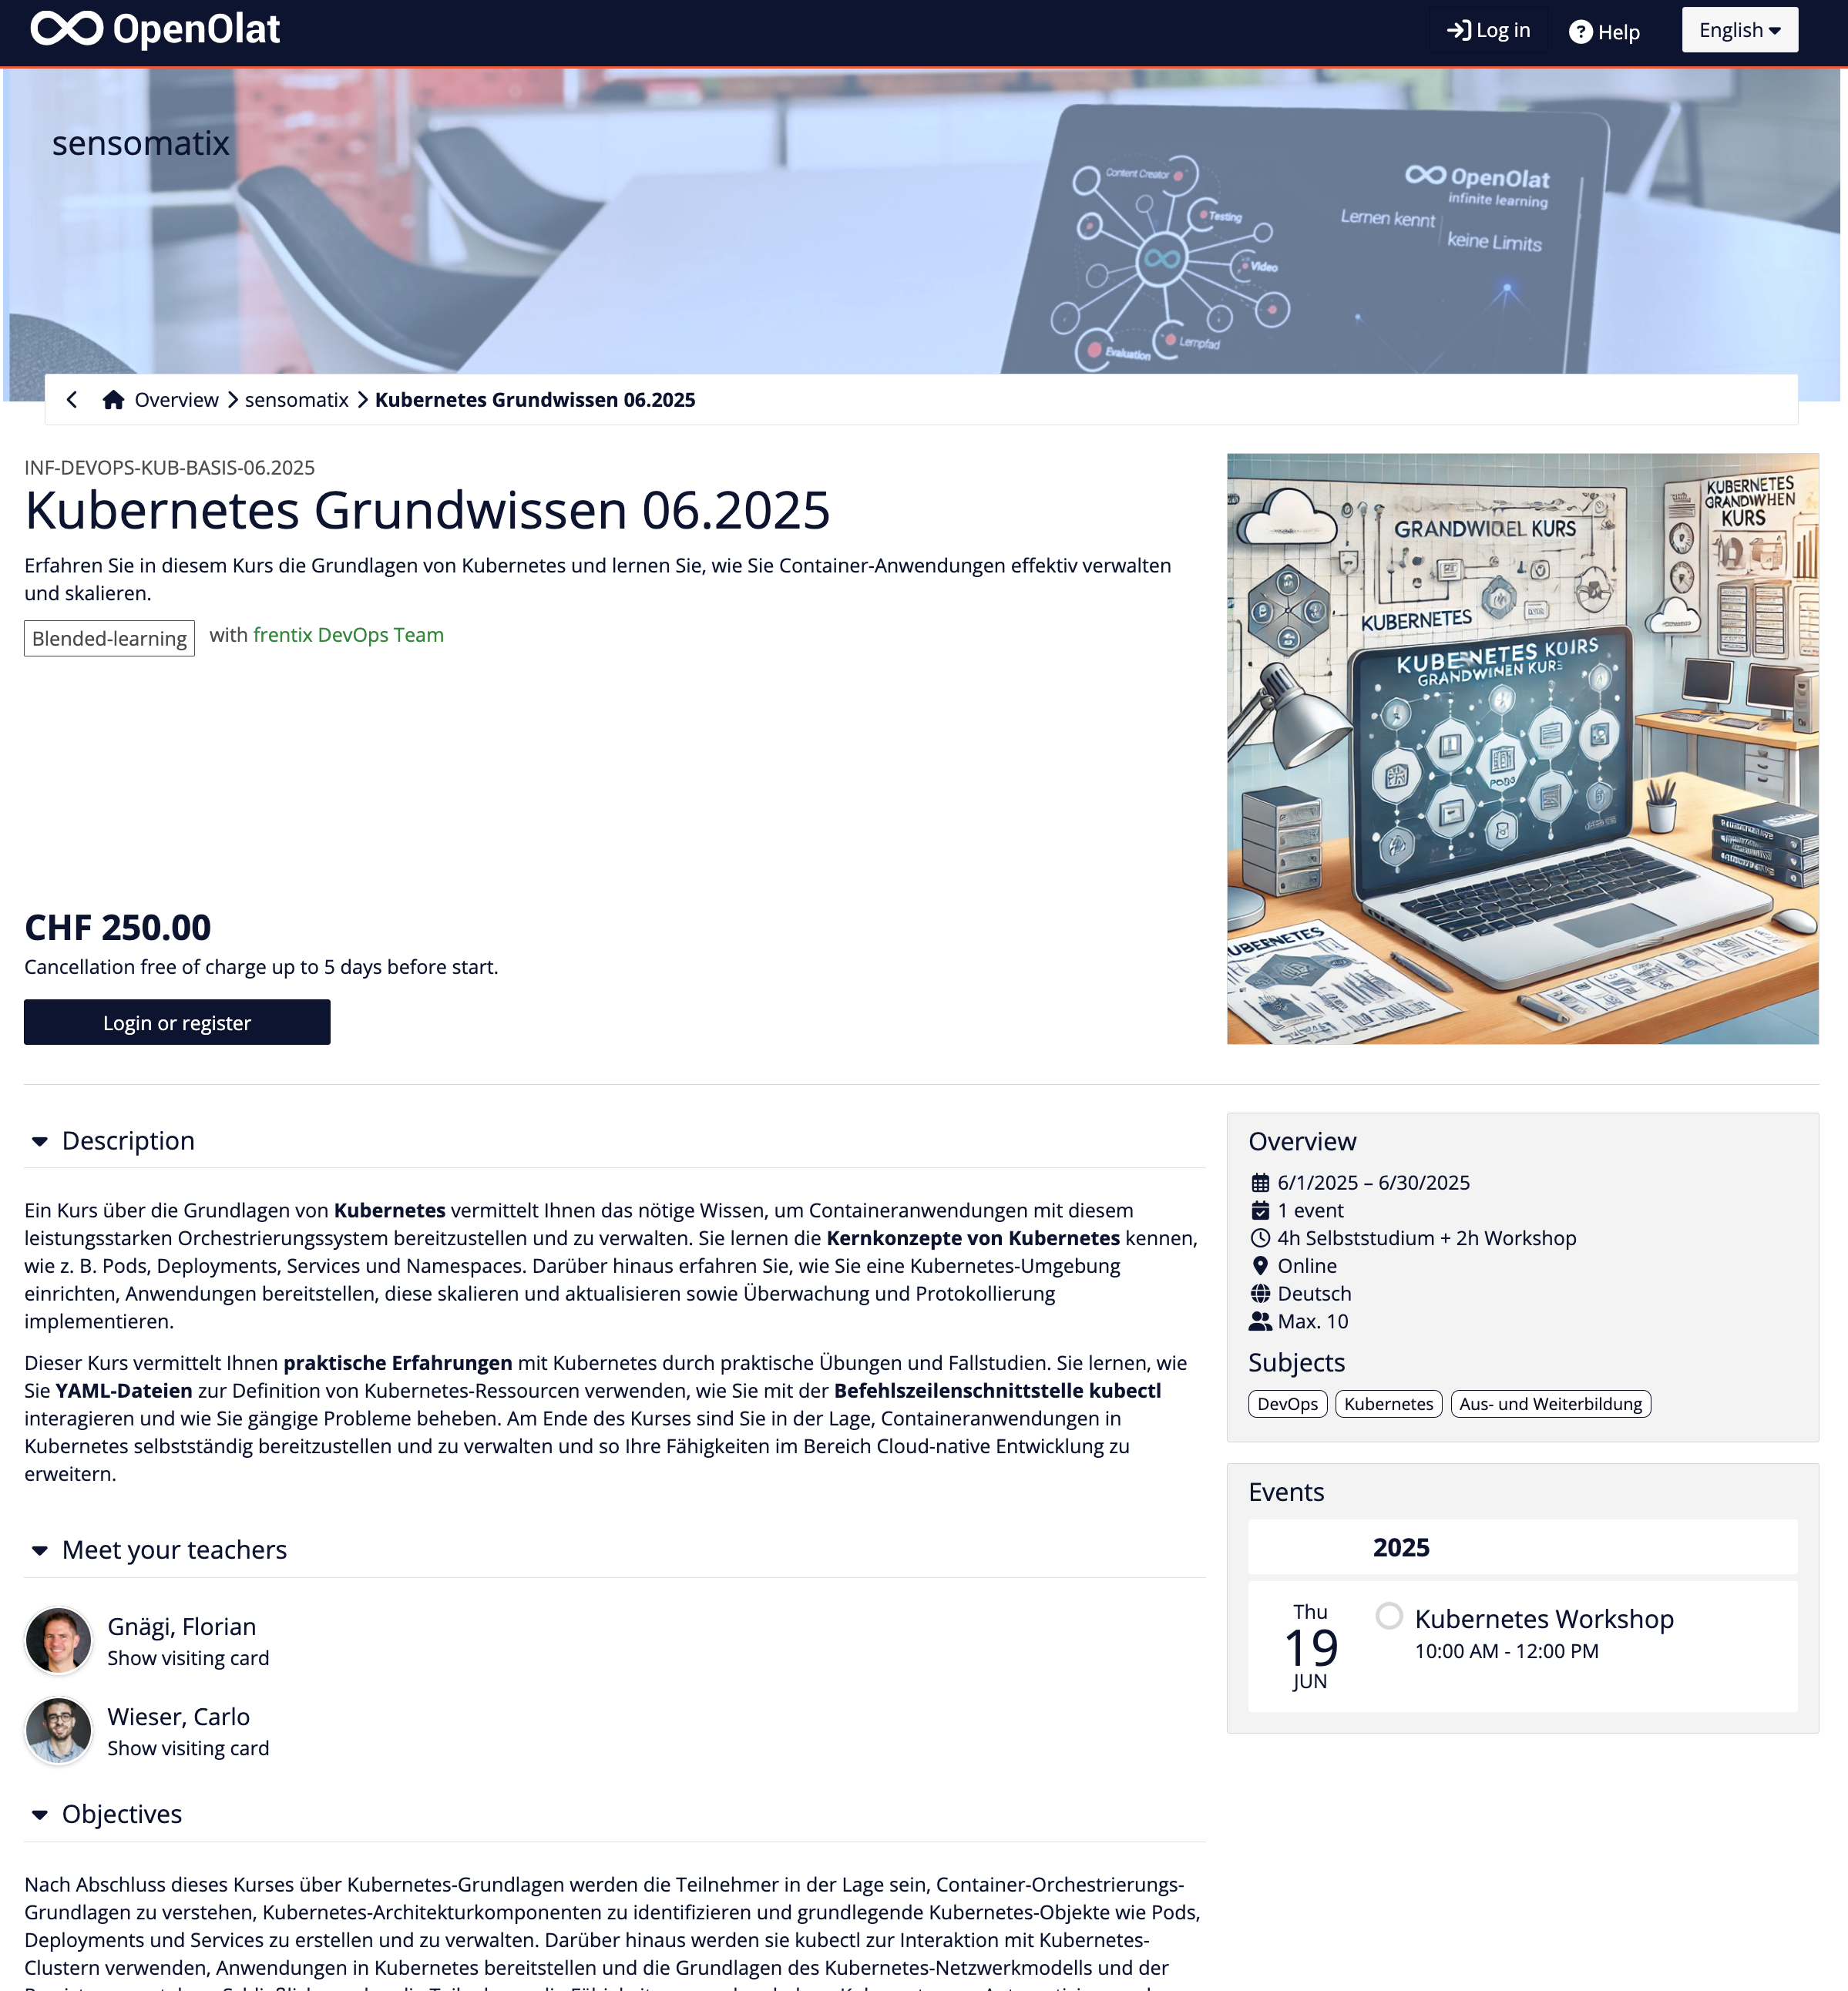 OpenOlat
Log in
Help
English
sensomatix
Content Creator
Testing
Video
Lernpfad
Evaluation
OpenOlat
infinite learning
Lernen kennt
keine Limits
Overview
sensomatix
Kubernetes Grundwissen 06.2025
INF-DEVOPS-KUB-BASIS-06.2025
Kubernetes Grundwissen 06.2025
Erfahren Sie in diesem Kurs die Grundlagen von Kubernetes und lernen Sie, wie Sie Container-Anwendungen effektiv verwalten
und skalieren.
Blended-learning with frentix DevOps Team
CHF 250.00
Cancellation free of charge up to 5 days before start.
Login or register
GRANDWIDEL KURS
KUBERNETES
GRANDWHEN
KURS
KUBERNETES
KUBERNETES KOIRS
GRANDWINEN KURE
PODS
UBERNETES
Description
Ein Kurs über die Grundlagen von Kubernetes vermittelt Ihnen das nötige Wissen, um Containeranwendungen mit diesem
leistungsstarken Orchestrierungssystem bereitzustellen und zu verwalten. Sie lernen die Kernkonzepte von Kubernetes kennen,
wie z. B. Pods, Deployments, Services und Namespaces. Darüber hinaus erfahren Sie, wie Sie eine Kubernetes-Umgebung
einrichten, Anwendungen bereitstellen, diese skalieren und aktualisieren sowie Überwachung und Protokollierung
implementieren.
Dieser Kurs vermittelt Ihnen praktische Erfahrungen mit Kubernetes durch praktische Übungen und Fallstudien. Sie lernen, wie
Sie YAML-Dateien zur Definition von Kubernetes-Ressourcen verwenden, wie Sie mit der Befehlszeilenschnittstelle kubectl
interagieren und wie Sie gängige Probleme beheben. Am Ende des Kurses sind Sie in der Lage, Containeranwendungen in
Kubernetes selbstständig bereitzustellen und zu verwalten und so Ihre Fähigkeiten im Bereich Cloud-native Entwicklung zu
erweitern.
Meet your teachers
Gnägi, Florian
Show visiting card
Wieser, Carlo
Show visiting card
Objectives
Nach Abschluss dieses Kurses über Kubernetes-Grundlagen werden die Teilnehmer in der Lage sein, Container-Orchestrierungs-
Grundlagen zu verstehen, Kubernetes-Architekturkomponenten zu identifizieren und grundlegende Kubernetes-Objekte wie Pods,
Deployments und Services zu erstellen und zu verwalten. Darüber hinaus werden sie kubectl zur Interaktion mit Kubernetes-
Clustern verwenden, Anwendungen in Kubernetes bereitstellen und die Grundlagen des Kubernetes-Netzwerkmodells und der
Overview
6/1/2025 – 6/30/2025
1 event
4h Selbststudium + 2h Workshop
Online
Deutsch
Max. 10
Subjects
DevOps Kubernetes Aus- und Weiterbildung
Events
2025
Thu
19
JUN
Kubernetes Workshop
10:00 AM - 12:00 PM